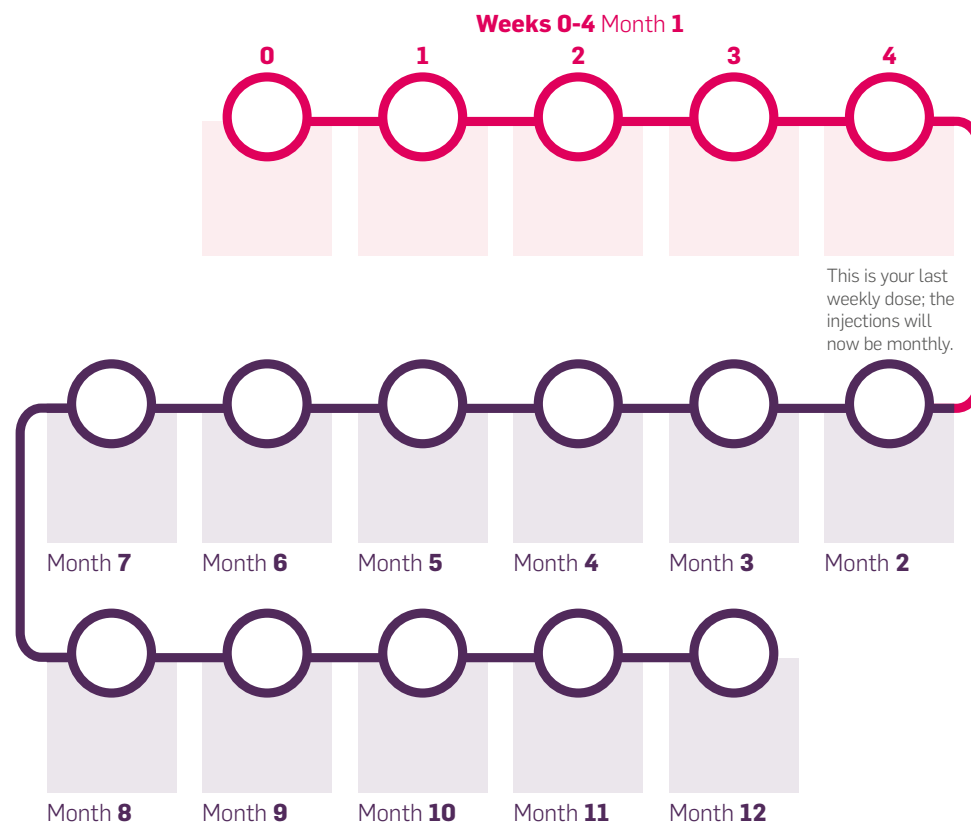 Weeks 0-4 Month 1
0 1 2 3 4
This is your last
weekly dose; the
injections will
now be monthly.
Month 7 Month 6 Month 5 Month 4 Month 3 Month 2
Month 8 Month 9 Month 10 Month 11 Month 12